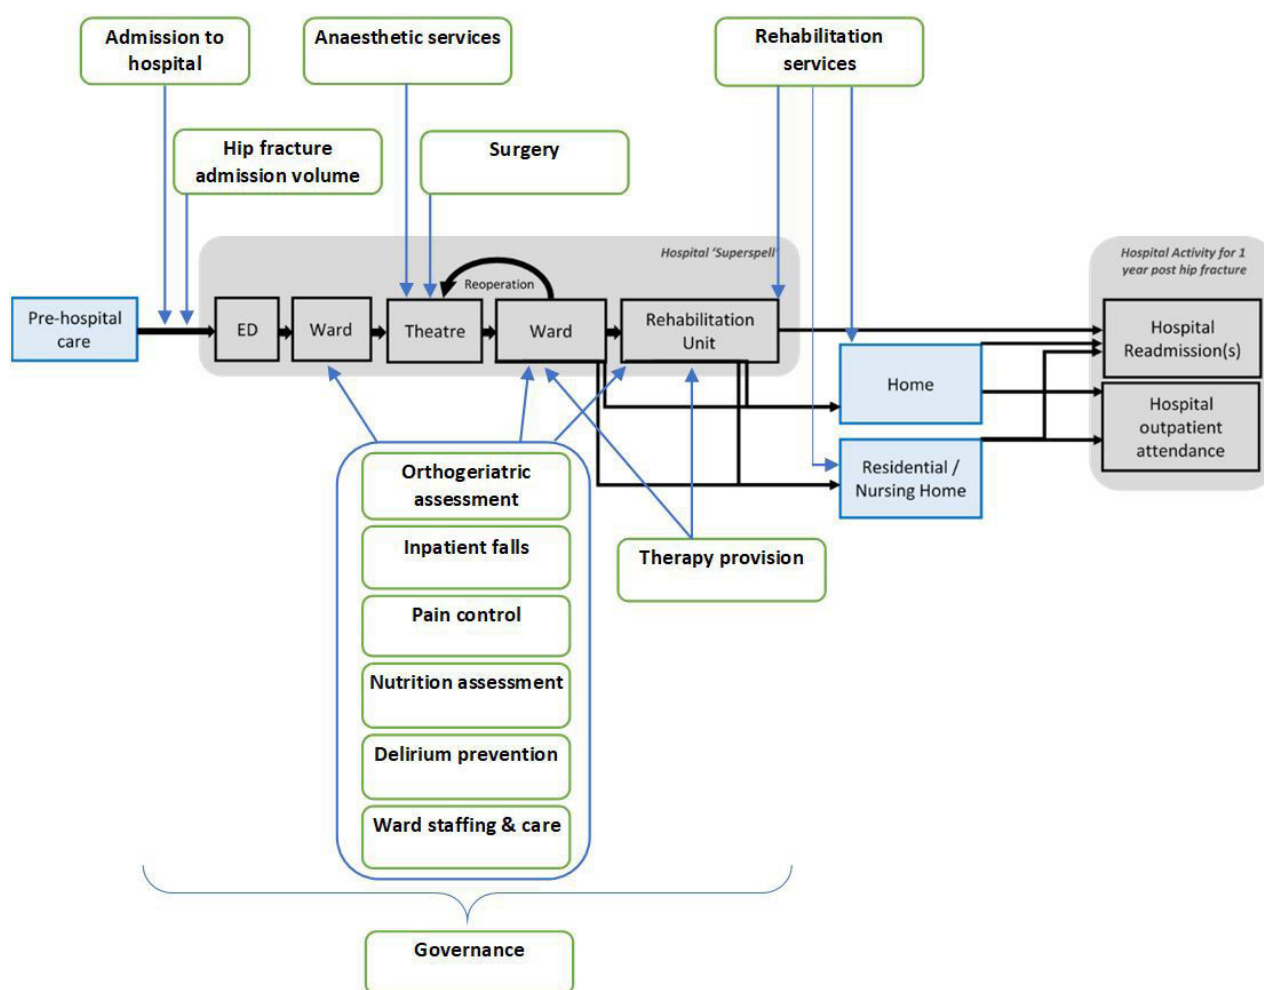 Admission to
hospital
Anaesthetic services
Rehabilitation
services
Hip fracture
admission volume
Surgery
Hospital 'Superspell'
Hospital Activity for 1
year post hip fracture
Reoperation
Pre-hospital
care
ED
Ward
Theatre
Ward
Rehabilitation
Unit
Hospital
Readmission(s)
Home
Hospital
outpatient
attendance
Residential /
Nursing Home
Orthogeriatric
assessment
Inpatient falls
Therapy provision
Pain control
Nutrition assessment
Delirium prevention
Ward staffing & care
Governance